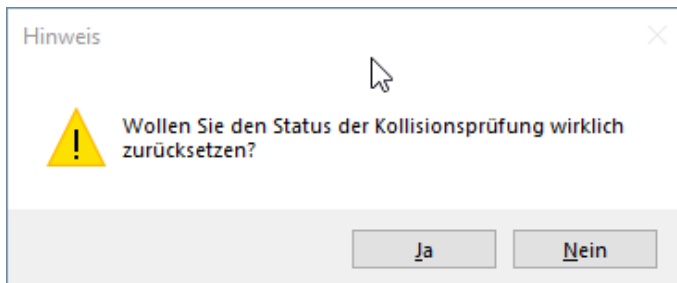 Hinweis
Wollen Sie den Status der Kollisionsprüfung wirklich
zurücksetzen?
Ja
Nein